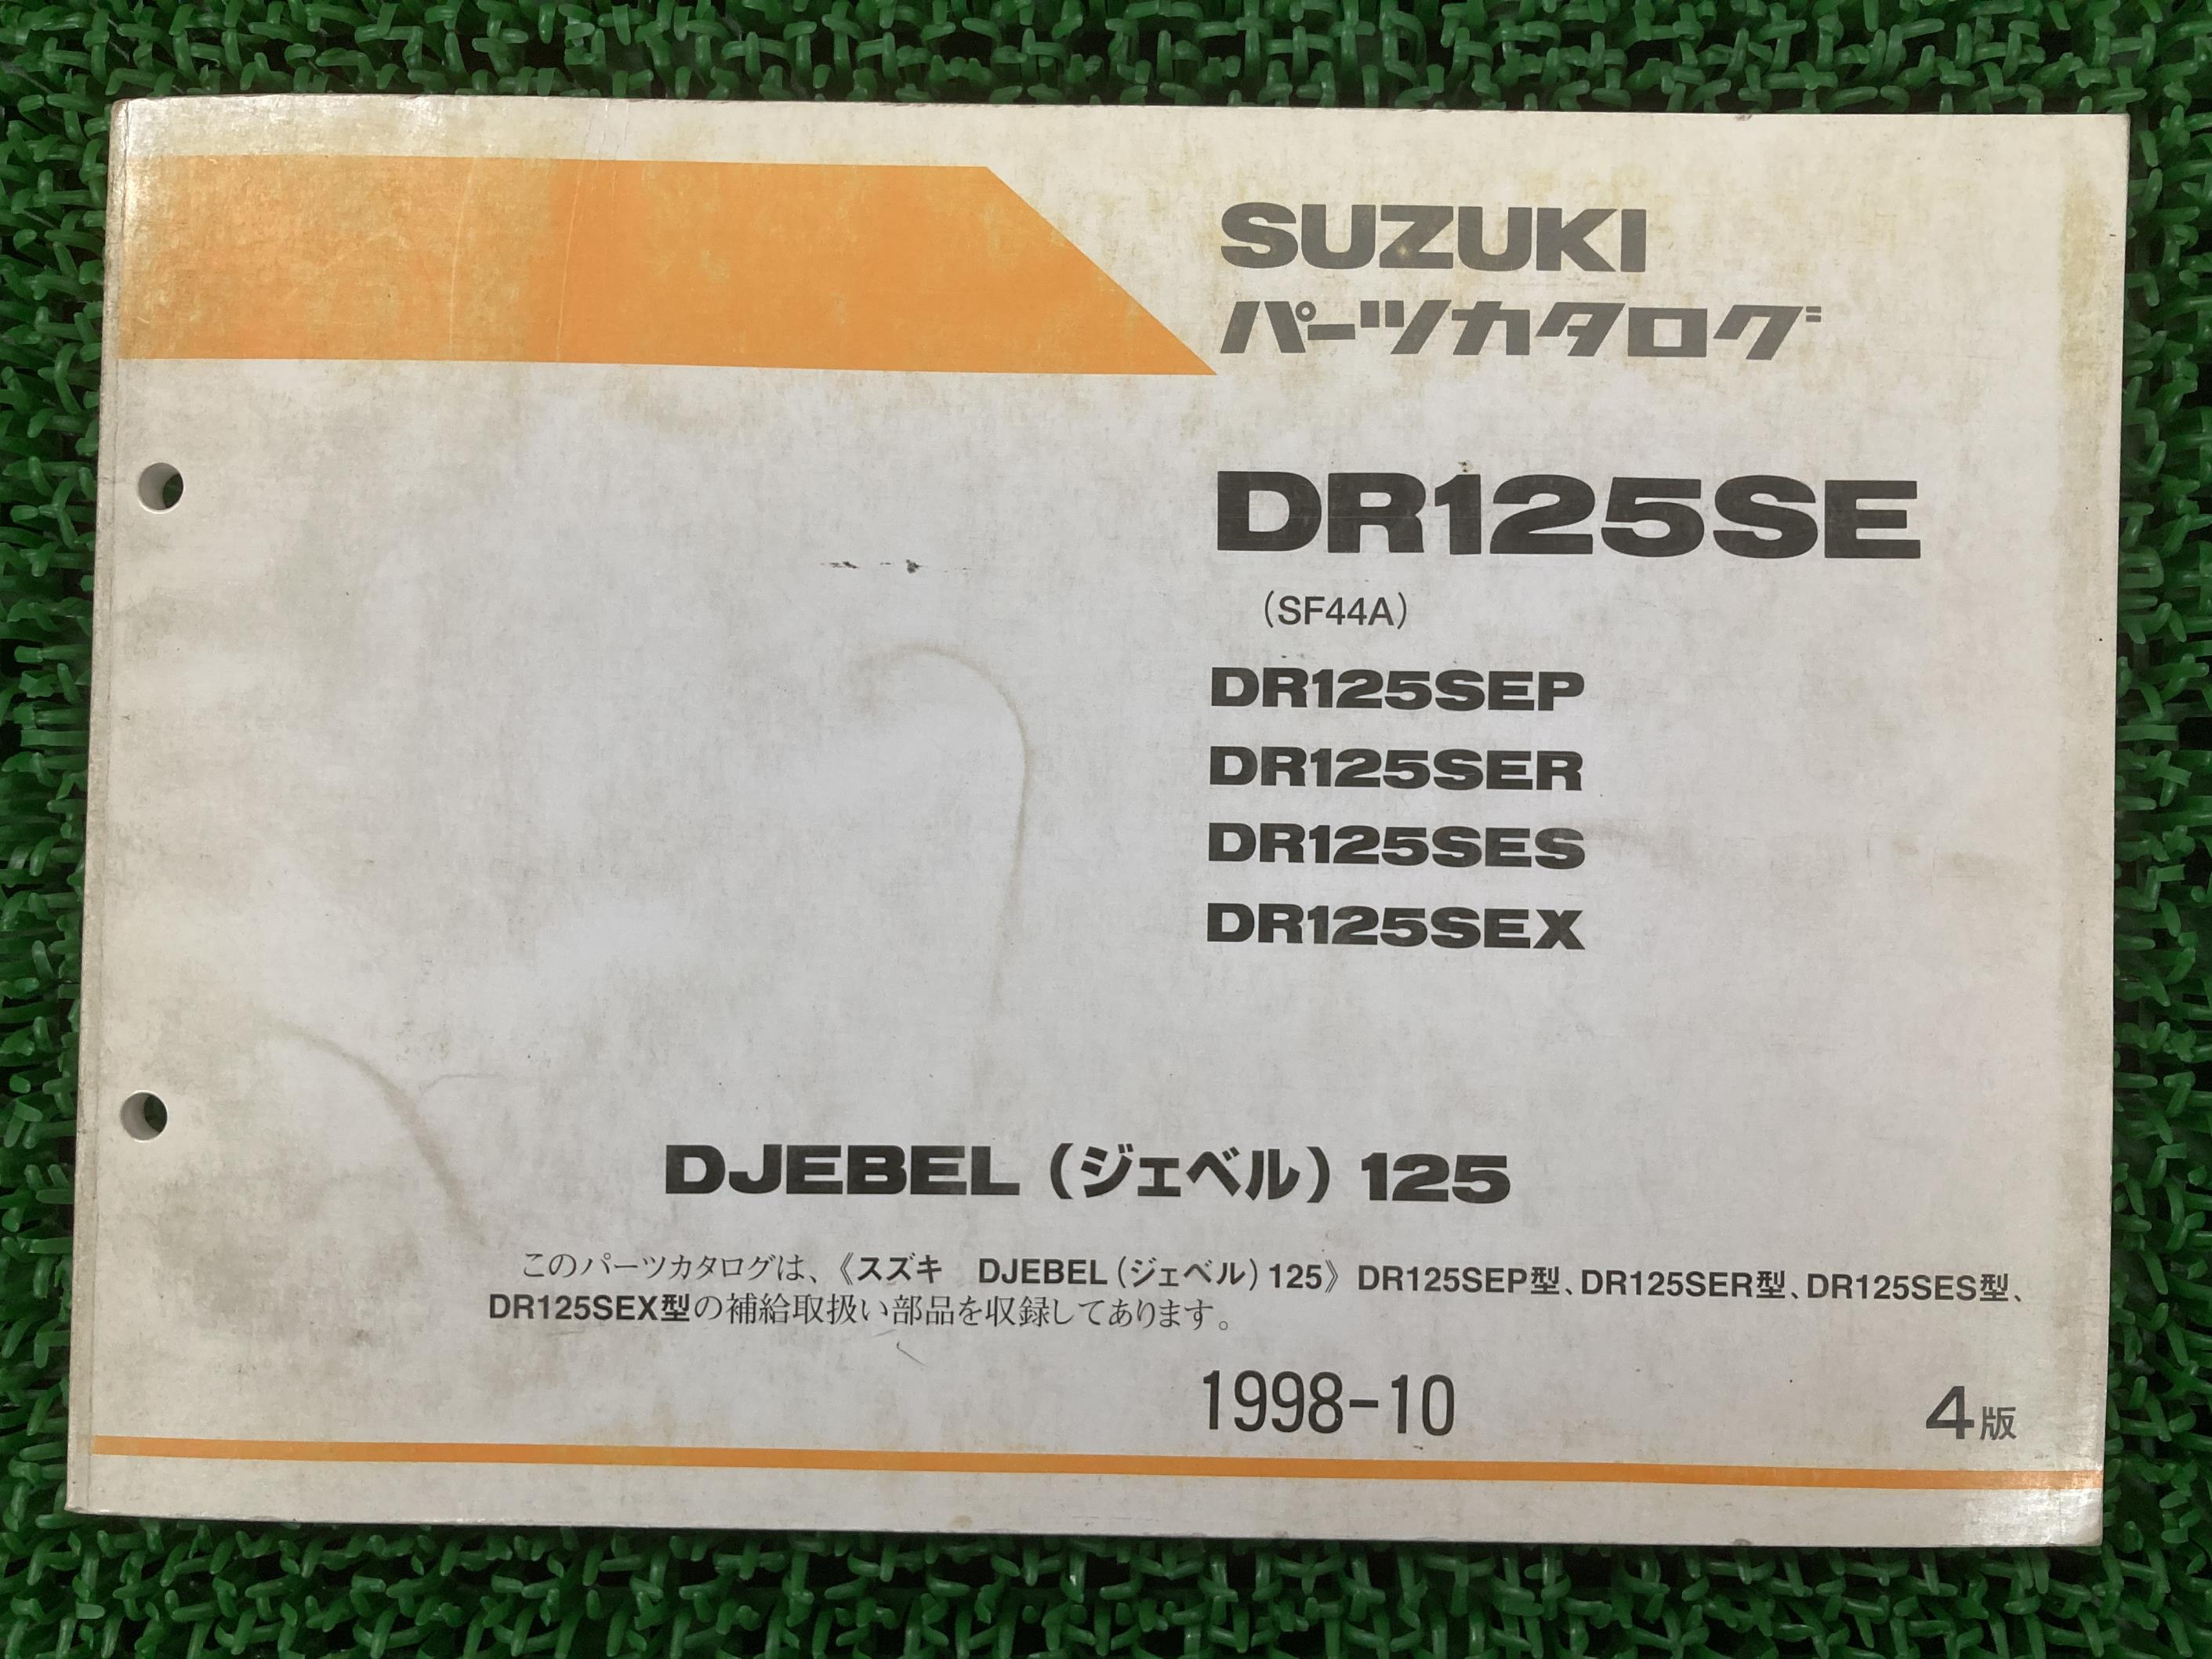 SUZUKI
パーツカタログ
DR125SE
(SF44A)
DR125SEP
DR125SER
DR125SES
DR125SEX
DJEBEL（ジェベル）125
このパーツカタログは、《スズキ　DJEBEL（ジェベル）125》DR125SEP型、DR125SER型、DR125SES型、
DR125SEX型の補給取扱い部品を収録してあります。
1998-10
4版